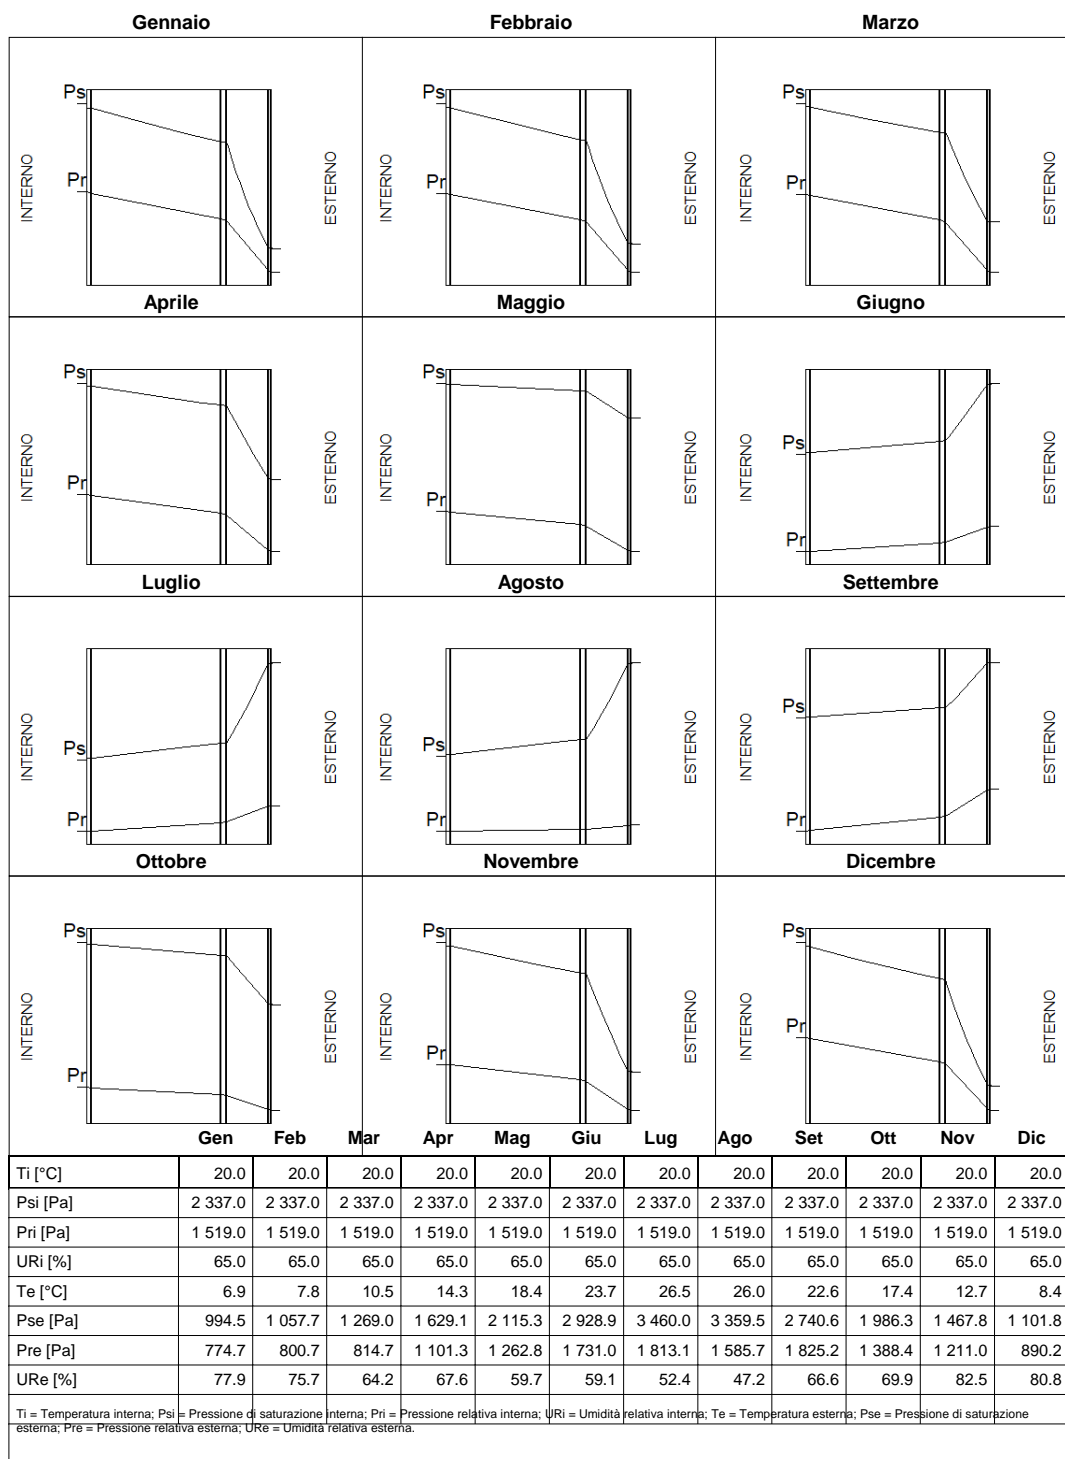 Gennaio Febbraio Marzo
INTERNO Ps Pr ESTERNO INTERNO Ps Pr ESTERNO INTERNO Ps Pr ESTERNO
Aprile Maggio Giugno
INTERNO Ps Pr ESTERNO INTERNO Ps Pr ESTERNO INTERNO Ps Pr ESTERNO
Luglio Agosto Settembre
INTERNO Ps Pr ESTERNO INTERNO Ps Pr ESTERNO INTERNO Ps Pr ESTERNO
Ottobre Novembre Dicembre
INTERNO Ps Pr ESTERNO INTERNO Ps Pr ESTERNO INTERNO Ps Pr ESTERNO
Gen Feb Mar Apr Mag Giu Lug Ago Set Ott Nov Dic
Ti [°C] 20.0 20.0 20.0 20.0 20.0 20.0 20.0 20.0 20.0 20.0 20.0 20.0
Psi [Pa] 2 337.0 2 337.0 2 337.0 2 337.0 2 337.0 2 337.0 2 337.0 2 337.0 2 337.0 2 337.0 2 337.0 2 337.0
Pri [Pa] 1 519.0 1 519.0 1 519.0 1 519.0 1 519.0 1 519.0 1 519.0 1 519.0 1 519.0 1 519.0 1 519.0 1 519.0
URi [%] 65.0 65.0 65.0 65.0 65.0 65.0 65.0 65.0 65.0 65.0 65.0 65.0
Te [°C] 6.9 7.8 10.5 14.3 18.4 23.7 26.5 26.0 22.6 17.4 12.7 8.4
Pse [Pa] 994.5 1 057.7 1 269.0 1 629.1 2 115.3 2 928.9 3 460.0 3 359.5 2 740.6 1 986.3 1 467.8 1 101.8
Pre [Pa] 774.7 800.7 814.7 1 101.3 1 262.8 1 731.0 1 813.1 1 585.7 1 825.2 1 388.4 1 211.0 890.2
URe [%] 77.9 75.7 64.2 67.6 59.7 59.1 52.4 47.2 66.6 69.9 82.5 80.8
Ti = Temperatura interna; Psi = Pressione di saturazione interna; Pri = Pressione relativa interna; URi = Umidità relativa interna; Te = Temperatura esterna; Pse = Pressione di saturazione
esterna; Pre = Pressione relativa esterna; URe = Umidità relativa esterna.